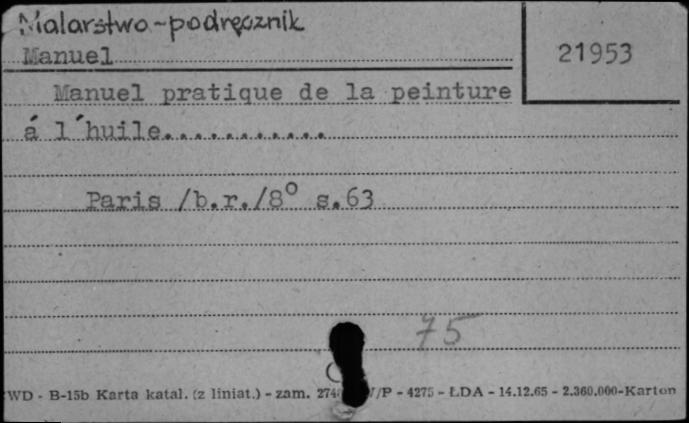 Malarstwo-podręcznik
Manuel
21953
Manuel pratique de la peinture
á l´huile...........
Paris /b.r./8° s.63
75
WD - B-15b Karta katal. (z liniat.) - zam. /P - 4275 - ŁDA - 14.12.65 - 2.360.000-Karton